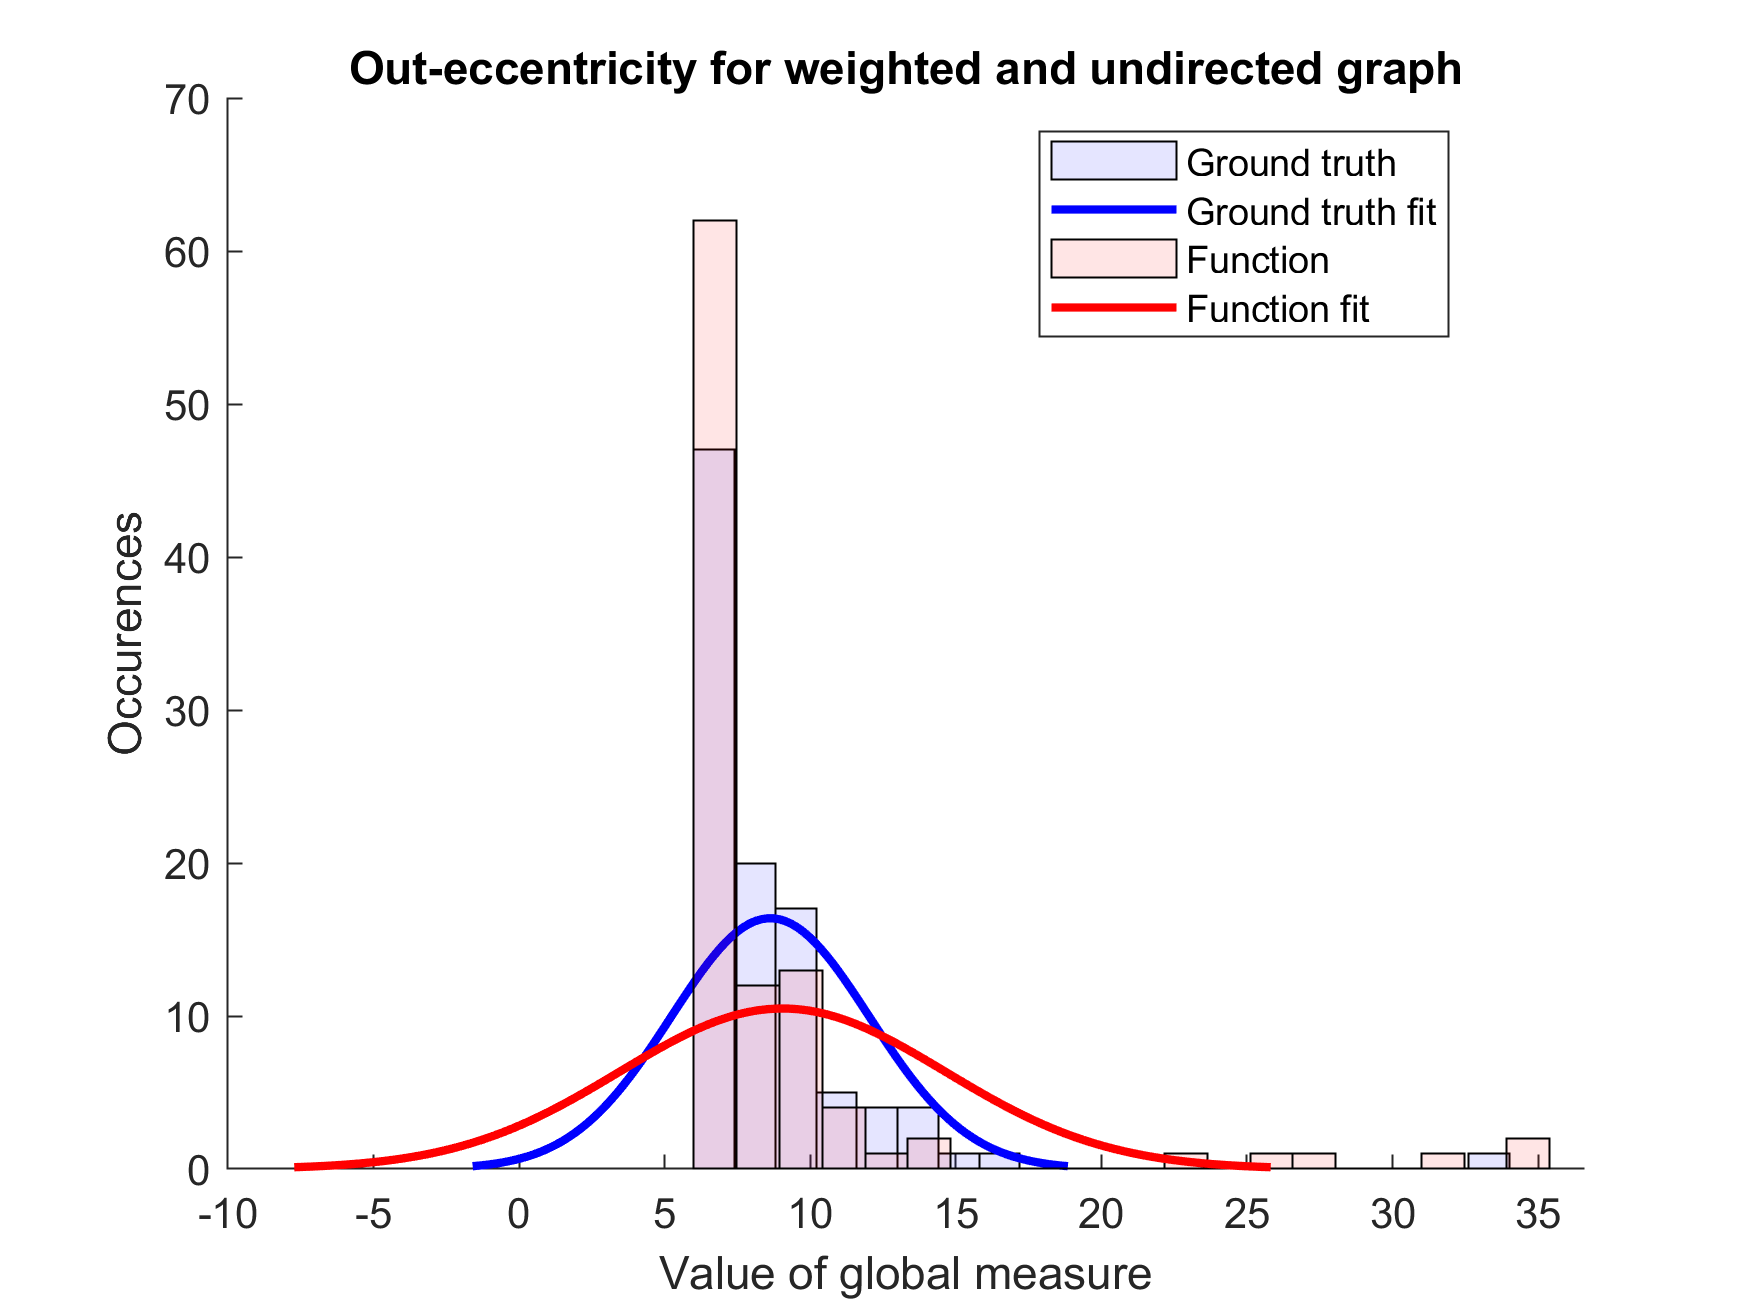 Out-eccentricity for weighted and undirected graph
70
60
50
40
30
20
10
0
Occurences
Ground truth
Ground truth fit
Function
Function fit
-10 -5 0 5 10 15 20 25 30 35
Value of global measure